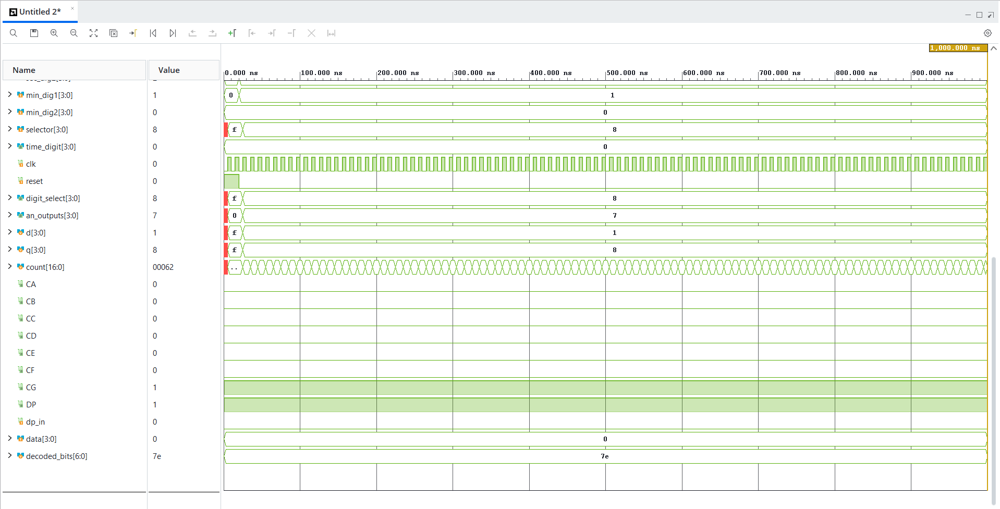 Untitled 2*
1,000.000 ns
Name Value
0.000 ns 100.000 ns 200.000 ns 300.000 ns 400.000 ns 500.000 ns 600.000 ns 700.000 ns 800.000 ns 900.000 ns
min_dig1[3:0] 1 0 1
min_dig2[3:0] 0 0
selector[3:0] 8 f 8
time_digit[3:0] 0 0
clk 0
reset 0
digit_select[3:0] 8 f 8
an_outputs[3:0] 7 0 7
d[3:0] 1 f 1
q[3:0] 8 f 8
count[16:0] 00062 ..
CA 0
CB 0
CC 0
CD 0
CE 0
CF 0
CG 1
DP 1
dp_in 0
data[3:0] 0 0
decoded_bits[6:0] 7e 7e